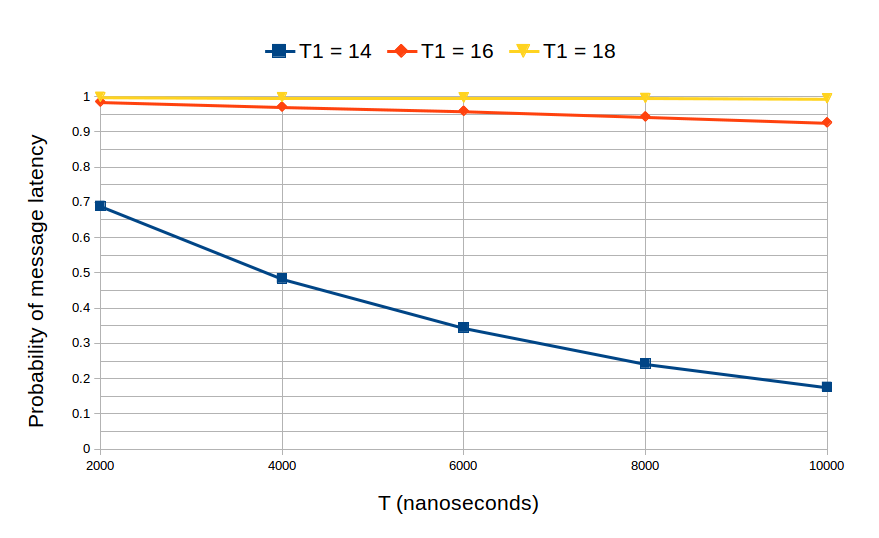 T1 = 14 T1 = 16 T1 = 18
Probability of message latency
1
0.9
0.8
0.7
0.6
0.5
0.4
0.3
0.2
0.1
0
2000 4000 6000 8000 10000
T (nanoseconds)